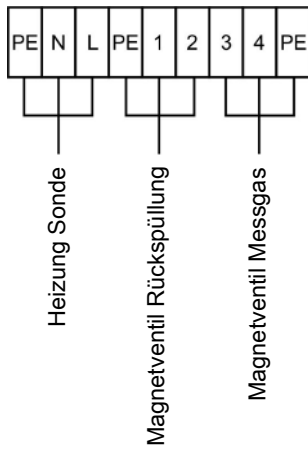 PE N L PE 1 2 3 4 PE
Heizung Sonde
Magnetventil Rückspüllung
Magnetventil Messgas